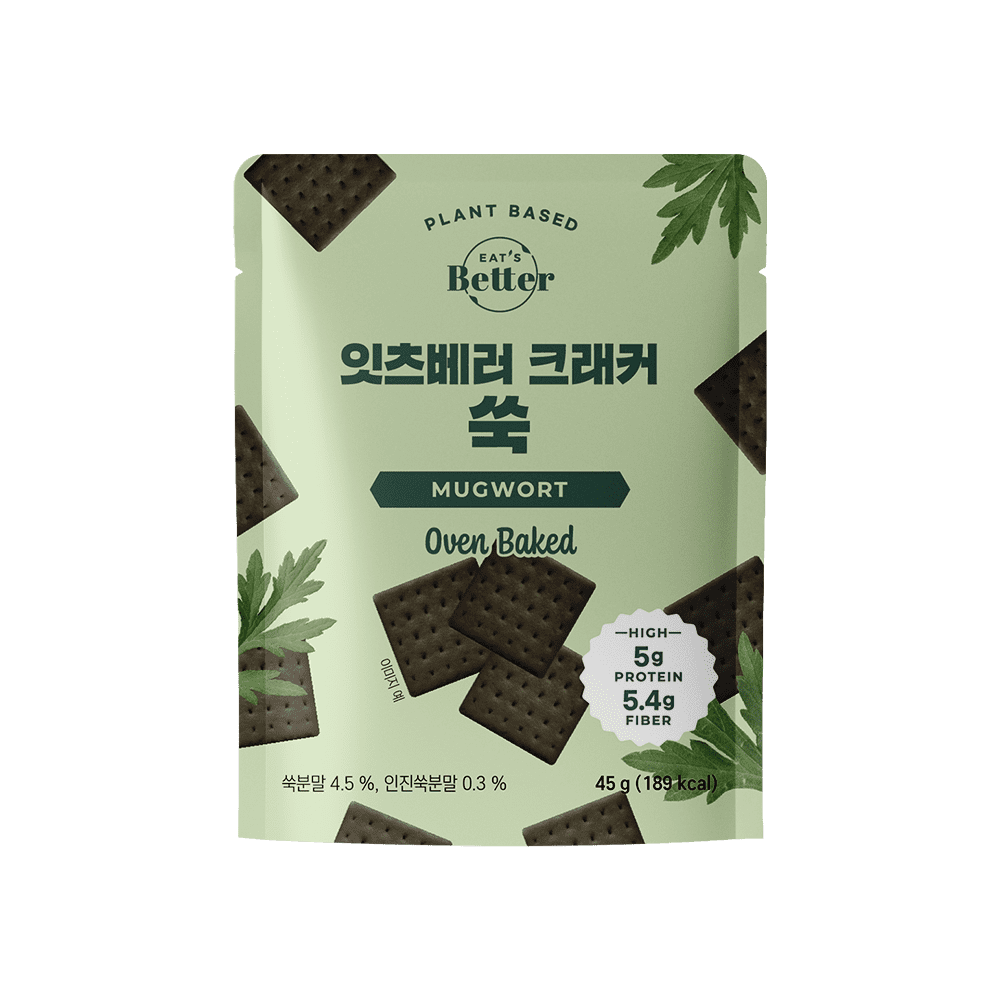 PLANT BASED
EAT'S
Better
잇츠베러 크래커
쑥
MUGWORT
Oven Baked
이미지 예
HIGH
5g
PROTEIN
5.4g
FIBER
쑥분말 4.5 %, 인진쑥분말 0.3 %
45 g (189 kcal)